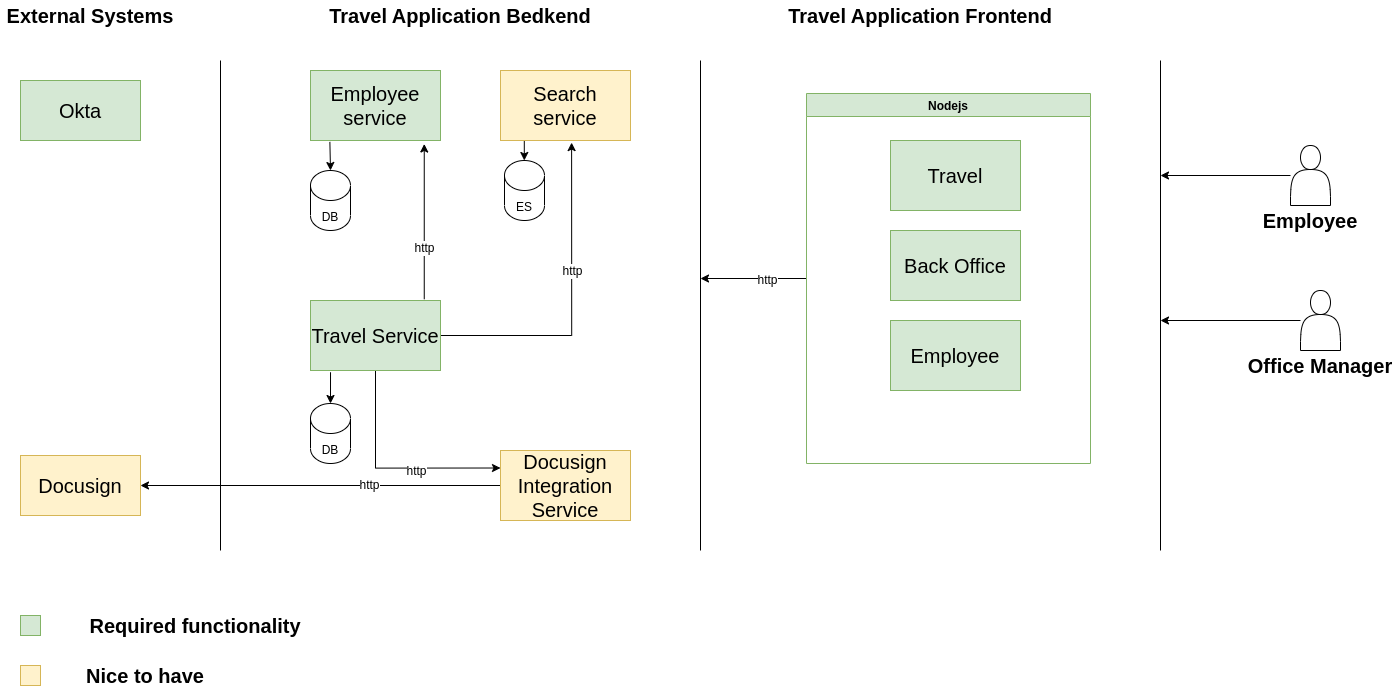 External Systems
Travel Application Bedkend
Travel Application Frontend
Okta
Employee
service
Search
service
DB
ES
http
http
Travel Service
DB
http
http
Docusign
Docusign
Integration
Service
http
Nodejs
Travel
Back Office
Employee
Employee
Office Manager
Required functionality
Nice to have